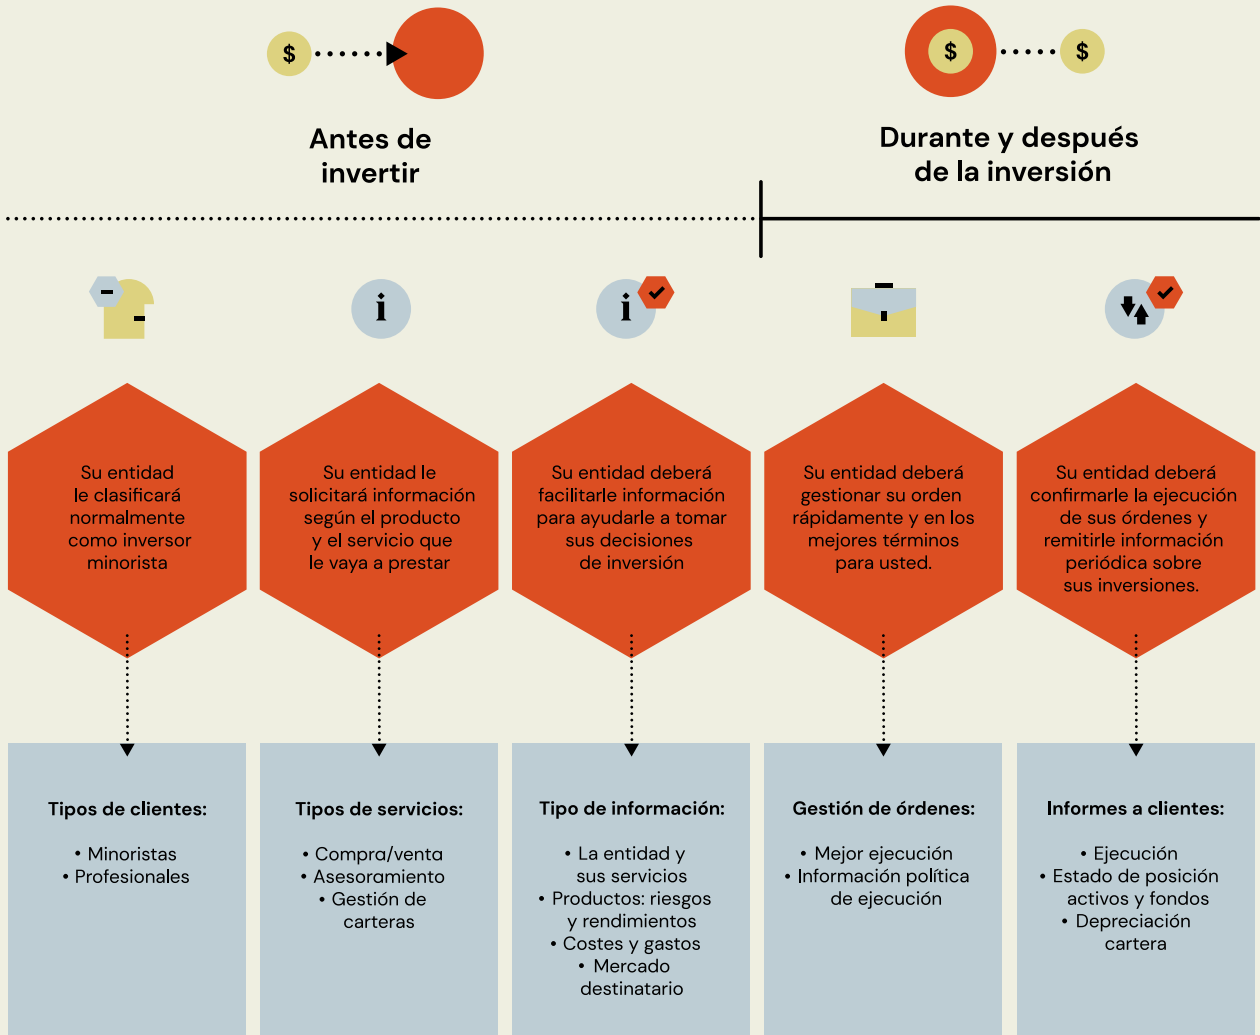 $
$
$
Antes de
invertir
Durante y después
de la inversión
i
i
Su entidad
le clasificará
normalmente
como inversor
minorista
Su entidad le
solicitará información
según el producto
y el servicio que
le vaya a prestar
Su entidad deberá
facilitarle información
para ayudarle a tomar
sus decisiones
de inversión
Su entidad deberá
gestionar su orden
rápidamente y en los
mejores términos
para usted.
Su entidad deberá
confirmarle la ejecución
de sus órdenes y
remitirle información
periódica sobre
sus inversiones.
Tipos de clientes:
• Minoristas
• Profesionales
Tipos de servicios:
• Compra/venta
• Asesoramiento
• Gestión de
carteras
Tipo de información:
• La entidad y
sus servicios
• Productos: riesgos
y rendimientos
• Costes y gastos
• Mercado
destinatario
Gestión de órdenes:
• Mejor ejecución
• Información política
de ejecución
Informes a clientes:
• Ejecución
• Estado de posición
activos y fondos
• Depreciación
cartera